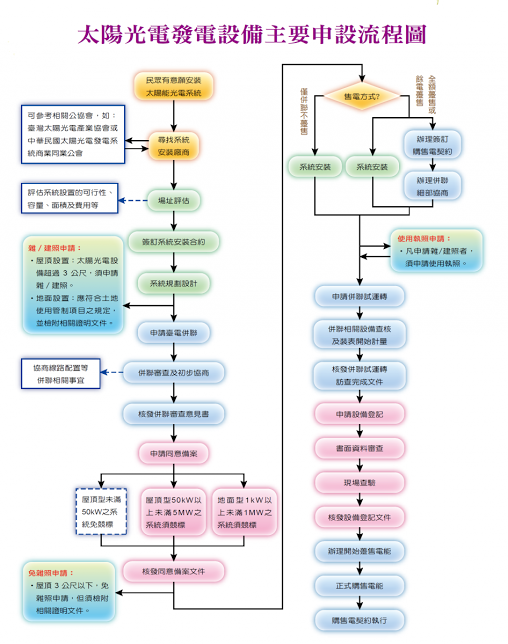 太陽光電發電設備主要申設流程圖
民眾有意願安裝
太陽能光電系統
可參考相關公協會，如：
臺灣太陽光電產業協會或
中華民國太陽光電發電系
統商業同業公會
尋找系統
安裝廠商
評估系統設置的可行性、
容量、面積及費用等
場址評估
簽訂系統安裝合約
雜／建照申請：
・屋頂設置：太陽光電設
備超過 3 公尺，須申請
雜／建照。
・地面設置：應符合土地
使用管制項目之規定，
並檢附相關證明文件。
系統規劃設計
申請臺電併聯
協商線路配置等
併聯相關事宜
併聯審查及初步協商
核發併聯審查意見書
申請同意備案
屋頂型未滿
50kW之系
統免競標
屋頂型50kW以
上未滿5MW之
系統須競標
地面型1kW以
上未滿1MW之
系統須競標
免雜照申請：
・屋頂 3 公尺以下，免
雜照申請，但須檢附
相關證明文件。
核發同意備案文件
售電方式?
僅併聯不躉售
全額躉售或
餘電躉售
系統安裝
系統安裝
辦理簽訂
購售電契約
辦理併聯
細部協商
使用執照申請：
・凡申請雜/建照者，
須申請使用執照。
申請併聯試運轉
併聯相關設備查核
及裝表開始計量
核發併聯試運轉
訪查完成文件
申請設備登記
書面資料審查
現場查驗
核發設備登記文件
辦理開始躉售電能
正式購售電能
購售電契約執行